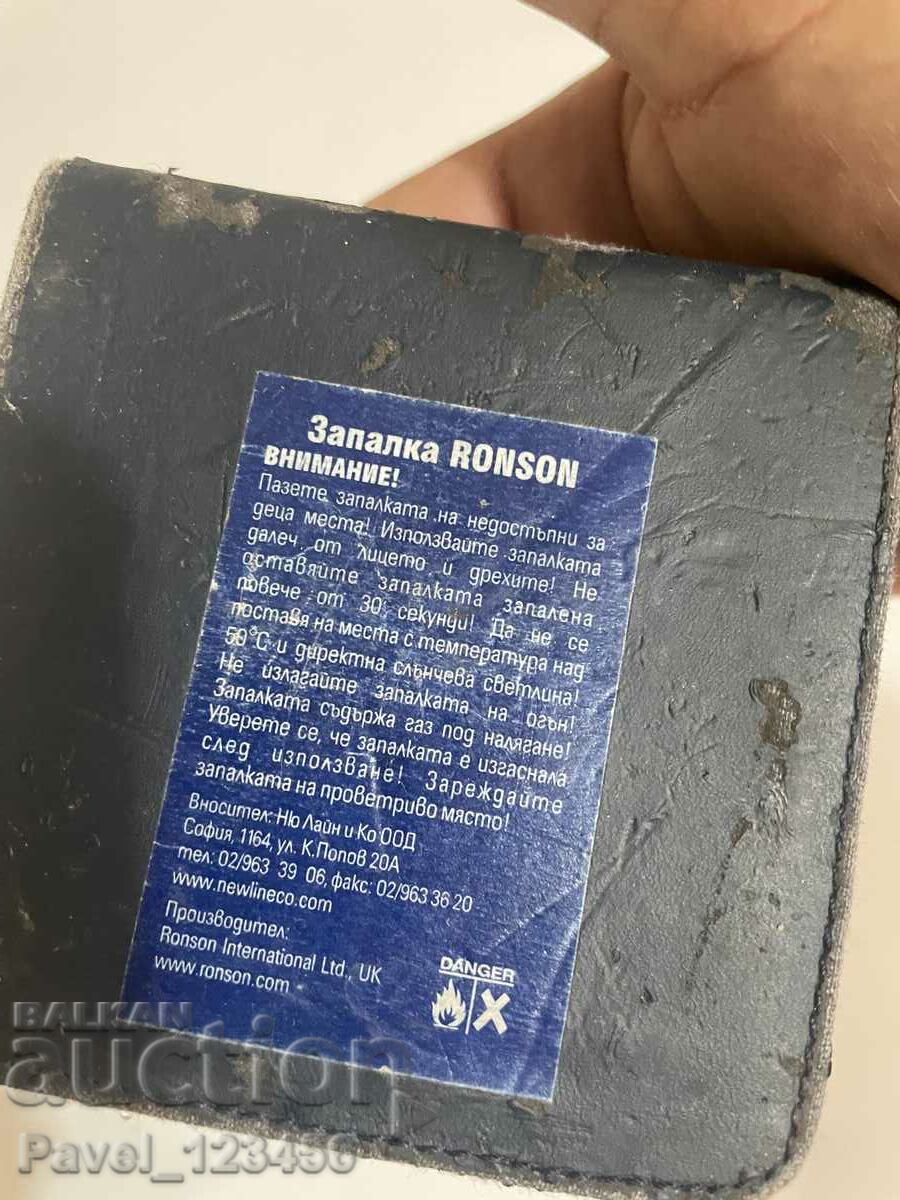 Запалка RONSON
ВНИМАНИЕ!
Пазете запалката на недостъпни за
деца места! Използвайте запалката
далеч от лицето и дрехите! Не
оставяйте запалката запалена
повече от 30 секунди! Да не се
поставя на места с температура над
50°C и директна слънчева светлина!
Не излагайте запалката на огън!
Запалката съдържа газ под налягане!
Уверете се, че запалката е изгаснала
след използване! Зареждайте
запалката на проветриво място!
Вносител: Ню Лайн и Ко ООД
София, 1164, ул. К.Попов 20А
тел: 02/963 39 06, факс: 02/963 36 20
www.newlineco.com
Производител:
Ronson International Ltd., UK
www.ronson.com
DANGER
BALKAN
auction
Pavel_123456